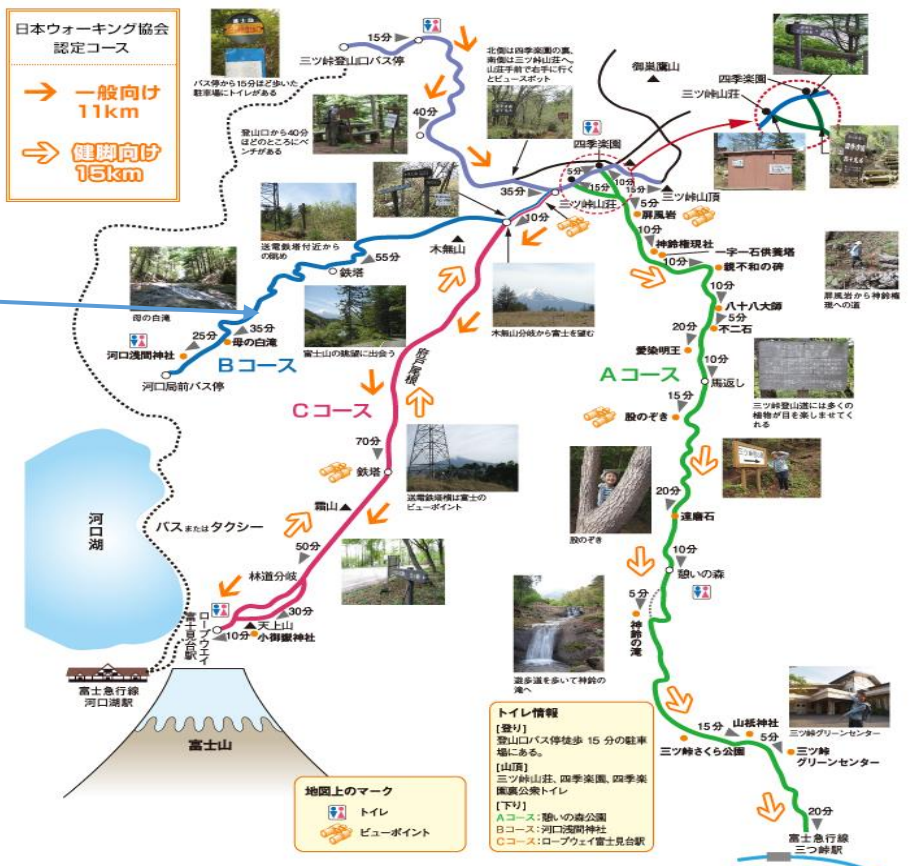 日本ウォーキング協会
認定コース
一般向け
11km
健脚向け
15km
バス停から15分ほど歩いた
駐車場にトイレがある
15分
三ツ峠登山口バス停
40分
登山口から40分
ほどのところにベ
ンチがある
北側は四季楽園の裏、
南側は三ツ峠山荘へ。
山荘手前で右手に行く
とビュースポット
御巣鷹山
四季楽園
三ツ峠山荘
四季楽園
5分
15分
10分
15分
35分
三ツ峠山荘
三ツ峠山頂
10分
5分
屏風岩
10分
神鈴権現社
一字一石供養塔
10分
親不和の碑
屏風岩から神鈴権
現への道
10分
八十八大師
5分
不二石
20分
愛染明王
10分
馬返し
Aコース
三ツ峠登山道には多くの
植物が目を楽しませてく
れる
15分
股のぞき
20分
達磨石
股のぞき
10分
憩いの森
5分
神鈴の滝
遊歩道を歩いて神鈴の
滝へ
15分
山祇神社
三ツ峠さくら公園
5分
三ツ峠
グリーンセンター
三ツ峠グリーンセンター
20分
富士急行線
三つ峠駅
送電鉄塔付近から
の眺め
木無山
55分
鉄塔
母の白滝
富士山の眺望に出会う
木無山分岐から富士を望む
35分
25分
母の白滝
河口浅間神社
Bコース
河口局前バス停
府戸尾根
Cコース
70分
鉄塔
送電鉄塔横は富士の
ビューポイント
霜山
50分
林道分岐
30分
天上山
10分
小御嶽神社
ロープウェイ
富士見台駅
バスまたはタクシー
河口湖
富士急行線
河口湖駅
富士山
地図上のマーク
トイレ
ビューポイント
トイレ情報
[登り]
登山口バス停徒歩 15 分の駐車
場にある。
[山頂]
三ツ峠山荘、四季楽園、四季楽
園裏公衆トイレ
[下り]
Aコース:憩いの森公園
Bコース:河口浅間神社
Cコース:ロープウェイ富士見台駅